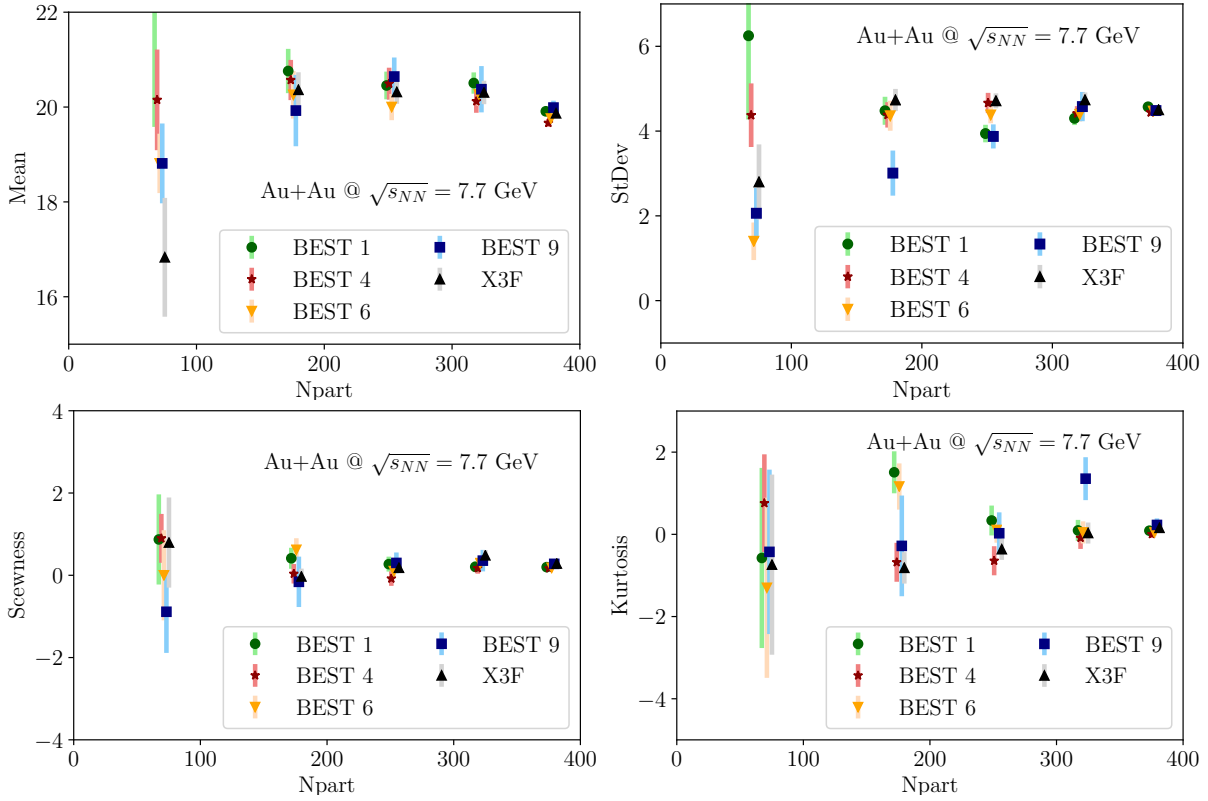 22
20
18
16
Mean
Au+Au @ √sNN = 7.7 GeV
BEST 1
BEST 4
BEST 6
BEST 9
X3F
0
100
200
300
400
Npart
6
4
2
0
StDev
Au+Au @ √sNN = 7.7 GeV
BEST 1
BEST 4
BEST 6
BEST 9
X3F
0
100
200
300
400
Npart
4
2
0
−2
−4
Scewness
Au+Au @ √sNN = 7.7 GeV
BEST 1
BEST 4
BEST 6
BEST 9
X3F
0
100
200
300
400
Npart
2
0
−2
−4
Kurtosis
Au+Au @ √sNN = 7.7 GeV
BEST 1
BEST 4
BEST 6
BEST 9
X3F
0
100
200
300
400
Npart